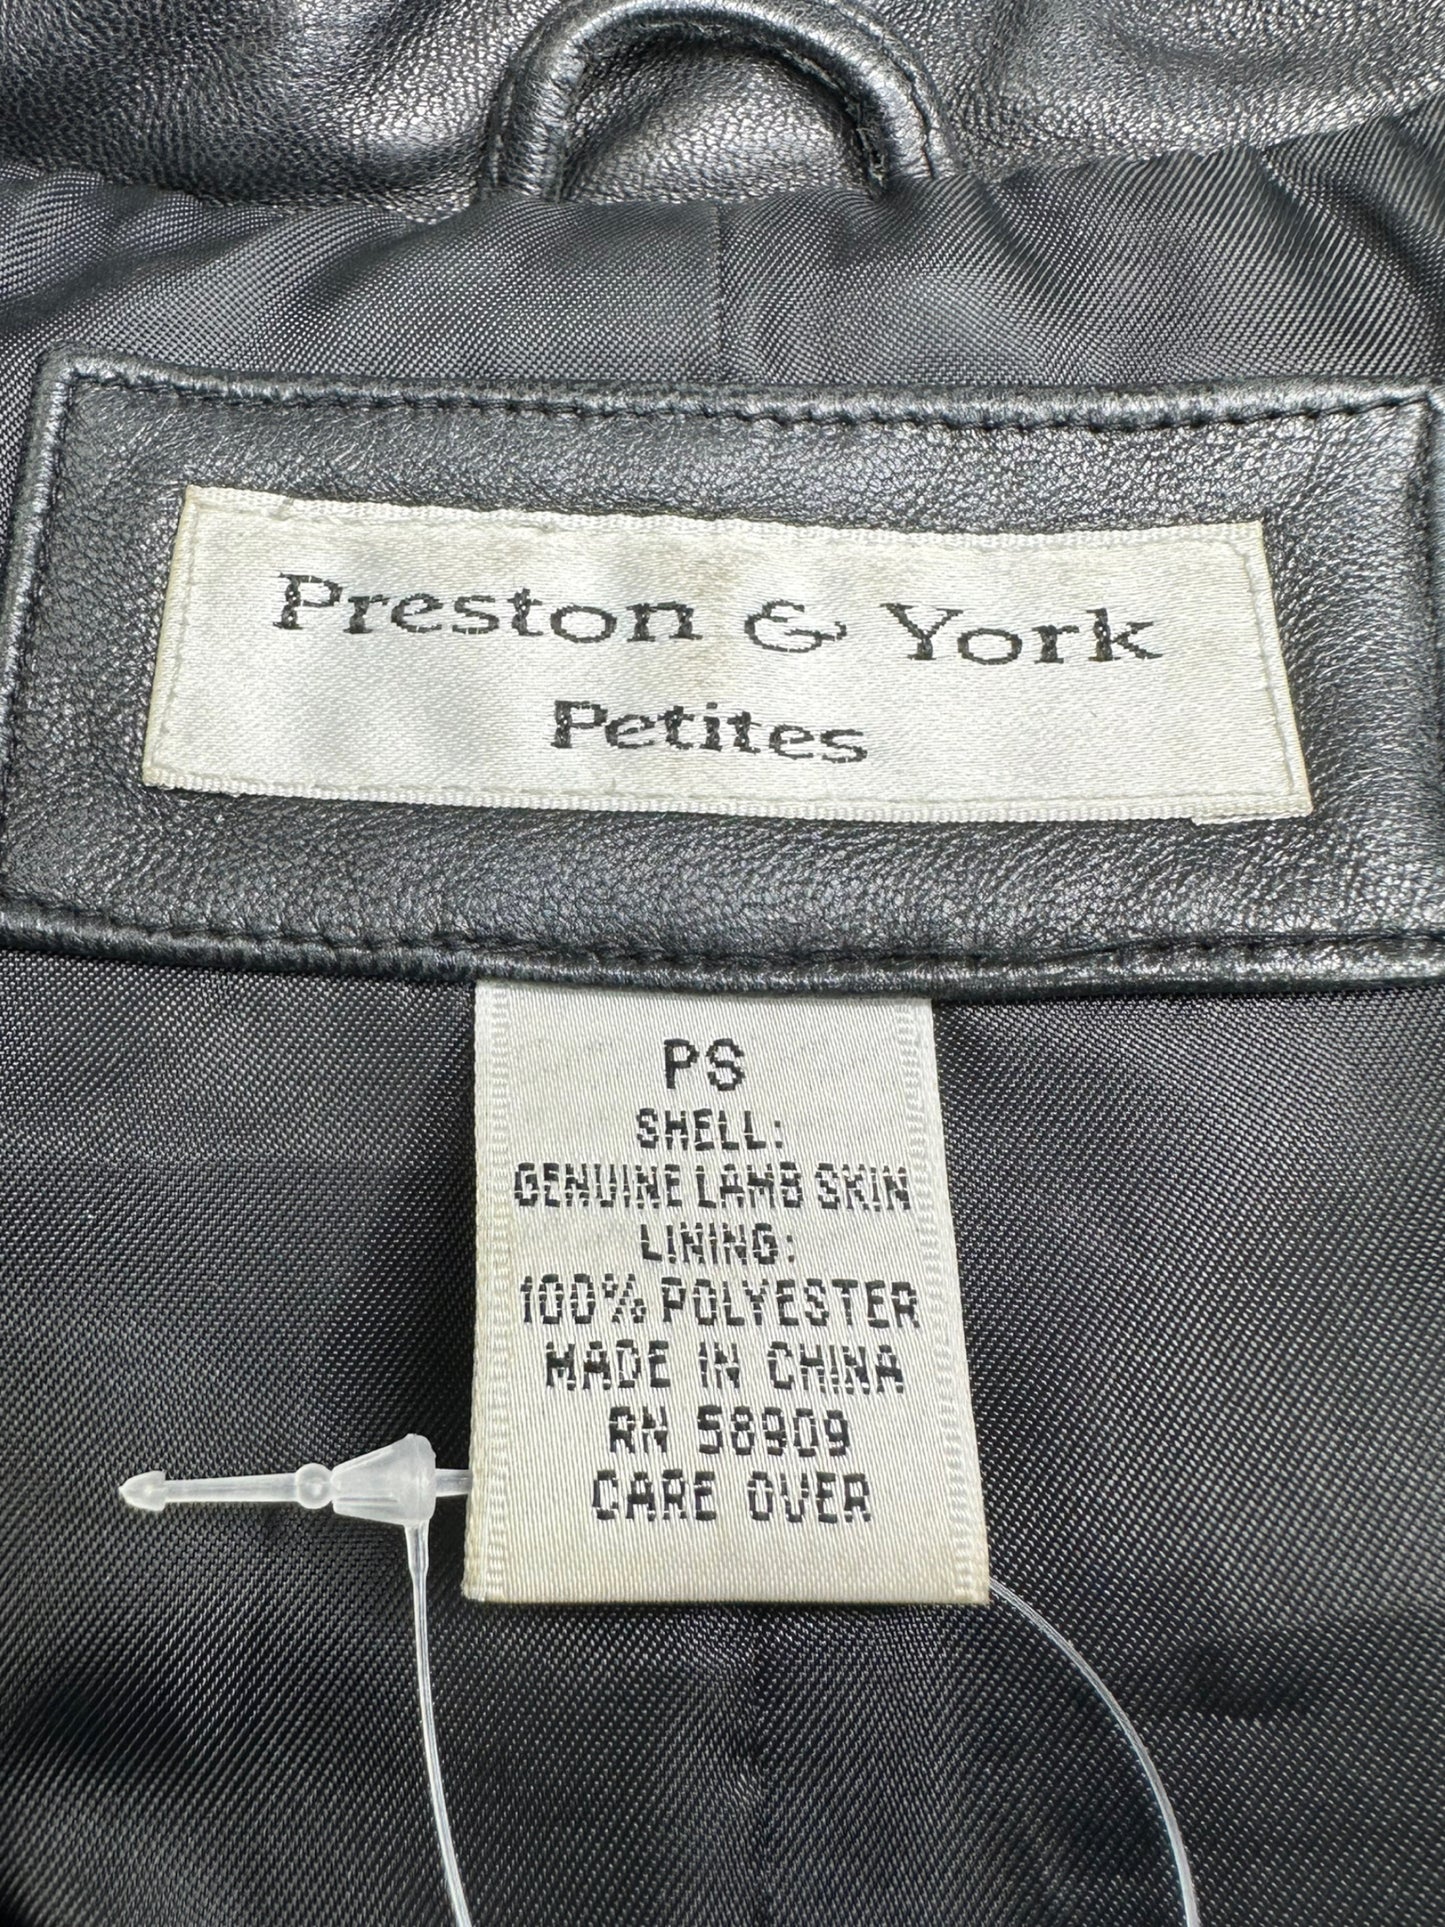 Preston & York
Petites
PS
SHELL:
GENUINE LAMB SKIN
LINING:
100% POLYESTER
MADE IN CHINA
RN 58909
CARE OVER